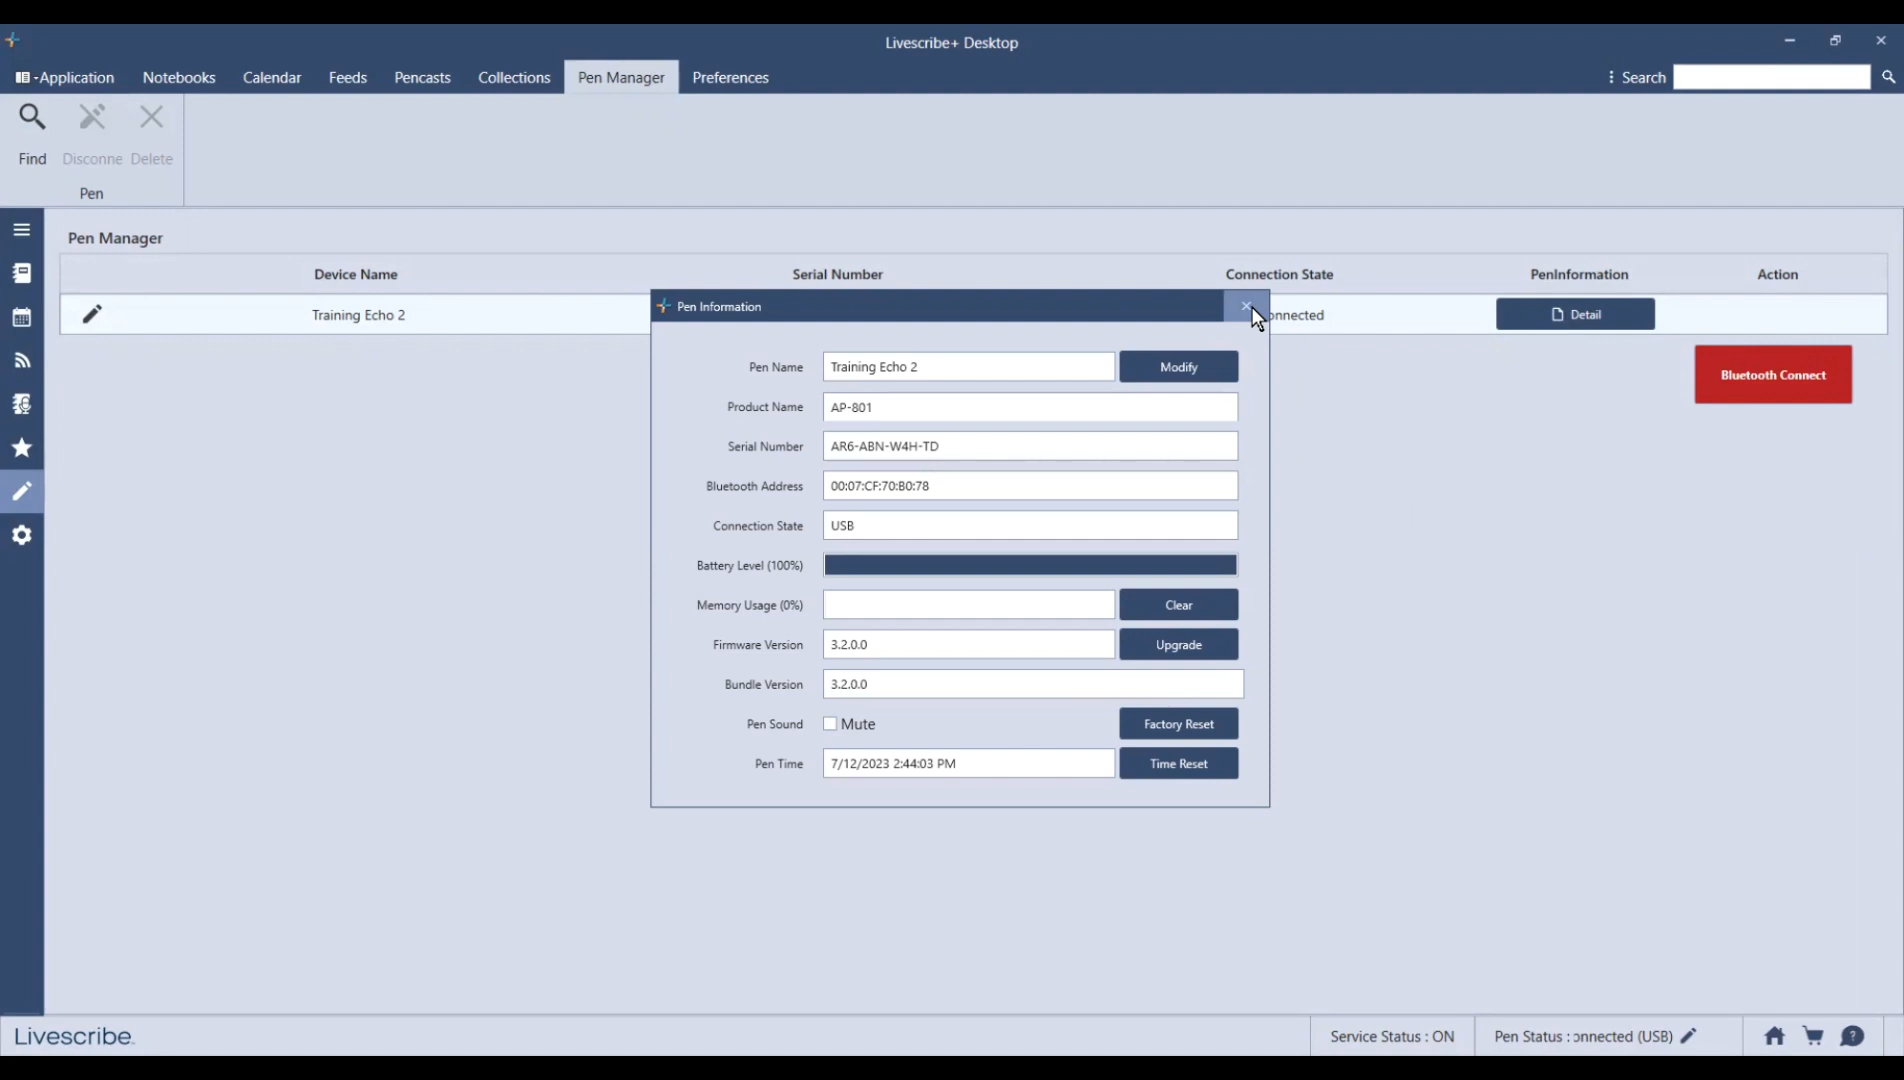 Livescribe+ Desktop
-Application Notebooks Calendar Feeds Pencasts Collections Pen Manager Preferences Search
Find Disconne Delete
Pen
Pen Manager
Device Name Serial Number Connection State PenInformation Action
Training Echo 2 onnected Detail
Bluetooth Connect
Pen Information
Pen Name Training Echo 2 Modify
Product Name AP-801
Serial Number AR6-ABN-W4H-TD
Bluetooth Address 00:07:CF:70:B0:78
Connection State USB
Battery Level (100%)
Memory Usage (0%) Clear
Firmware Version 3.2.0.0 Upgrade
Bundle Version 3.2.0.0
Pen Sound Mute Factory Reset
Pen Time 7/12/2023 2:44:03 PM Time Reset
Livescribe. Service Status : ON Pen Status : onnected (USB)